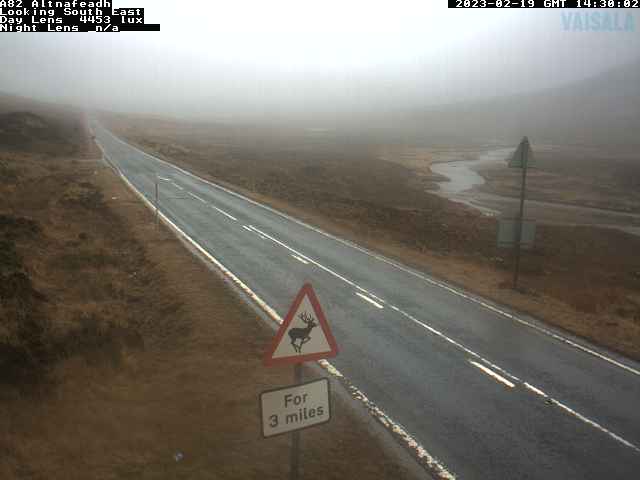 A82 Altnafeadh
Looking South East
Day Lens 4453 lux
Night Lens n/a
2023-02-19 GMT 14:30:02
VAISALA
For
3 miles